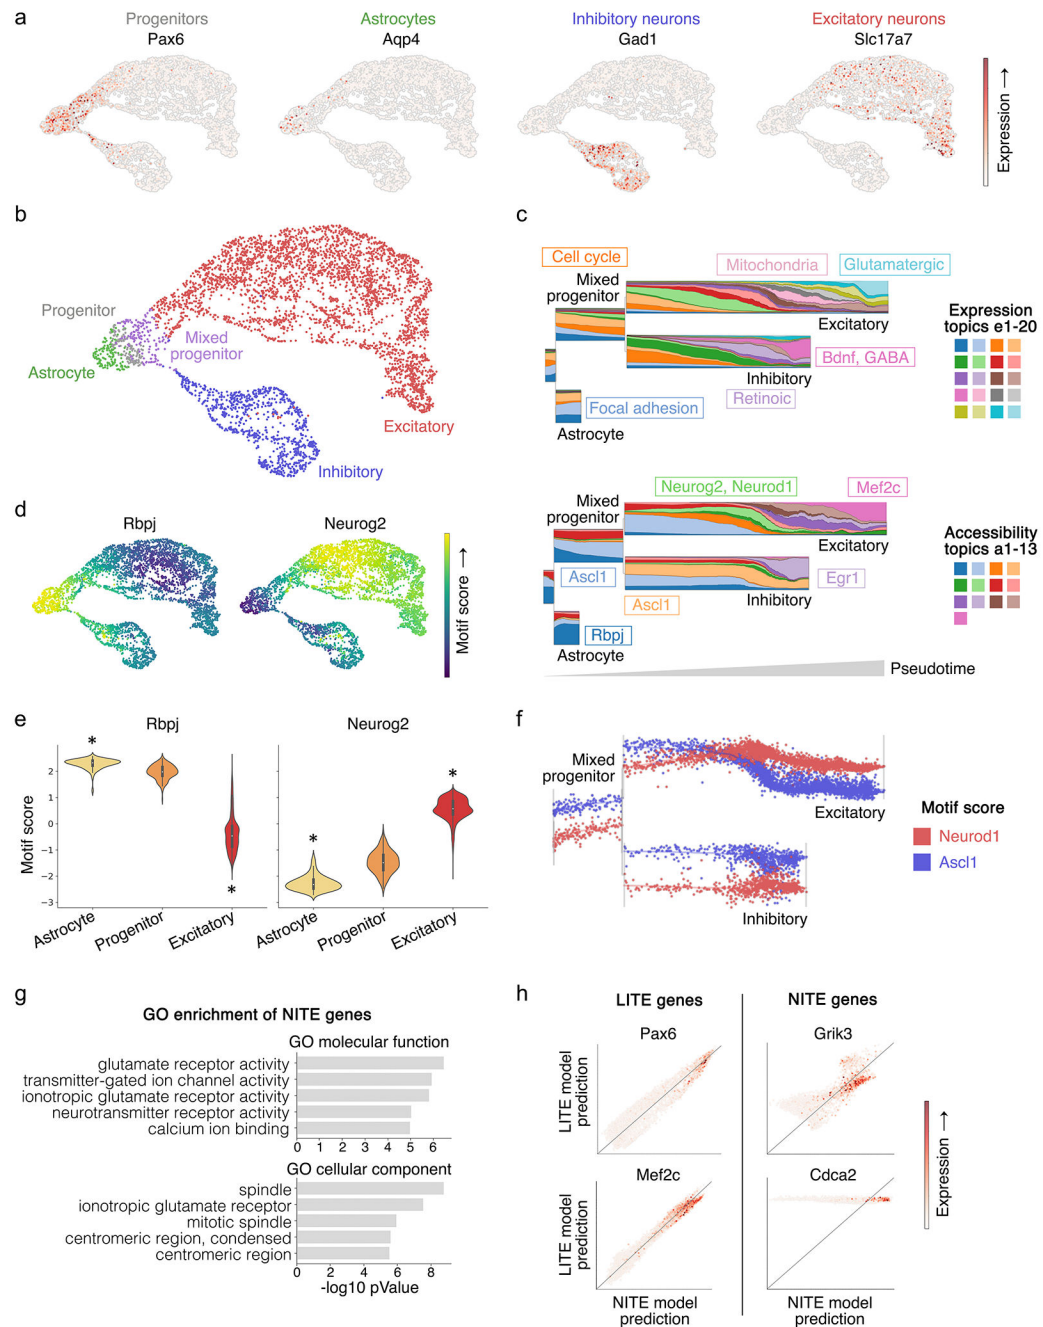 a
Progenitors
Pax6
Astrocytes
Aqp4
Inhibitory neurons
Gad1
Excitatory neurons
Slc17a7
Expression →
b
Progenitor
Mixed
progenitor
Astrocyte
Excitatory
Inhibitory
c
Cell cycle
Mixed
progenitor
Mitochondria
Glutamatergic
Excitatory
Bdnf, GABA
Inhibitory
Retinoic
Focal adhesion
Astrocyte
Expression
topics e1-20
Neurog2, Neurod1
Mef2c
Mixed
progenitor
Excitatory
Ascl1
Egr1
Inhibitory
Ascl1
Rbpj
Astrocyte
Accessibility
topics a1-13
Pseudotime
d
Rbpj
Neurog2
Motif score →
e
Rbpj
Neurog2
Motif score
2
1
0
−1
−2
−3
*
*
*
*
Astrocyte
Progenitor
Excitatory
Astrocyte
Progenitor
Excitatory
f
Mixed
progenitor
Excitatory
Inhibitory
Motif score
Neurod1
Ascl1
g
GO enrichment of NITE genes
GO molecular function
glutamate receptor activity
transmitter-gated ion channel activity
ionotropic glutamate receptor activity
neurotransmitter receptor activity
calcium ion binding
0 1 2 3 4 5 6
GO cellular component
spindle
ionotropic glutamate receptor
mitotic spindle
centromeric region, condensed
centromeric region
0 2 4 6 8
-log10 pValue
h
LITE genes
NITE genes
Pax6
Grik3
LITE model
prediction
Mef2c
Cdca2
LITE model
prediction
NITE model
prediction
NITE model
prediction
Expression →